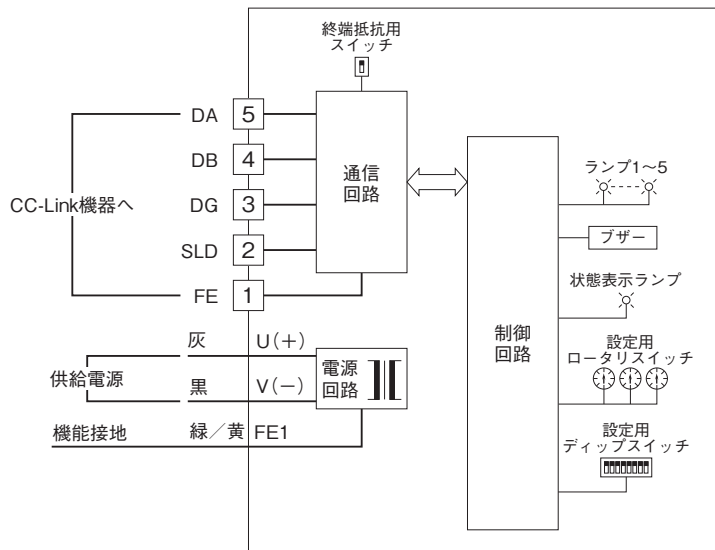 終端抵抗用
スイッチ
DA 5
DB 4
DG 3
SLD 2
FE 1
CC-Link機器へ
通信
回路
制御
回路
ランプ1～5
ブザー
状態表示ランプ
設定用
ロータリスイッチ
設定用
ディップスイッチ
供給電源
灰 U(+)
黒 V(－)
電源
回路
機能接地 緑／黄 FE1